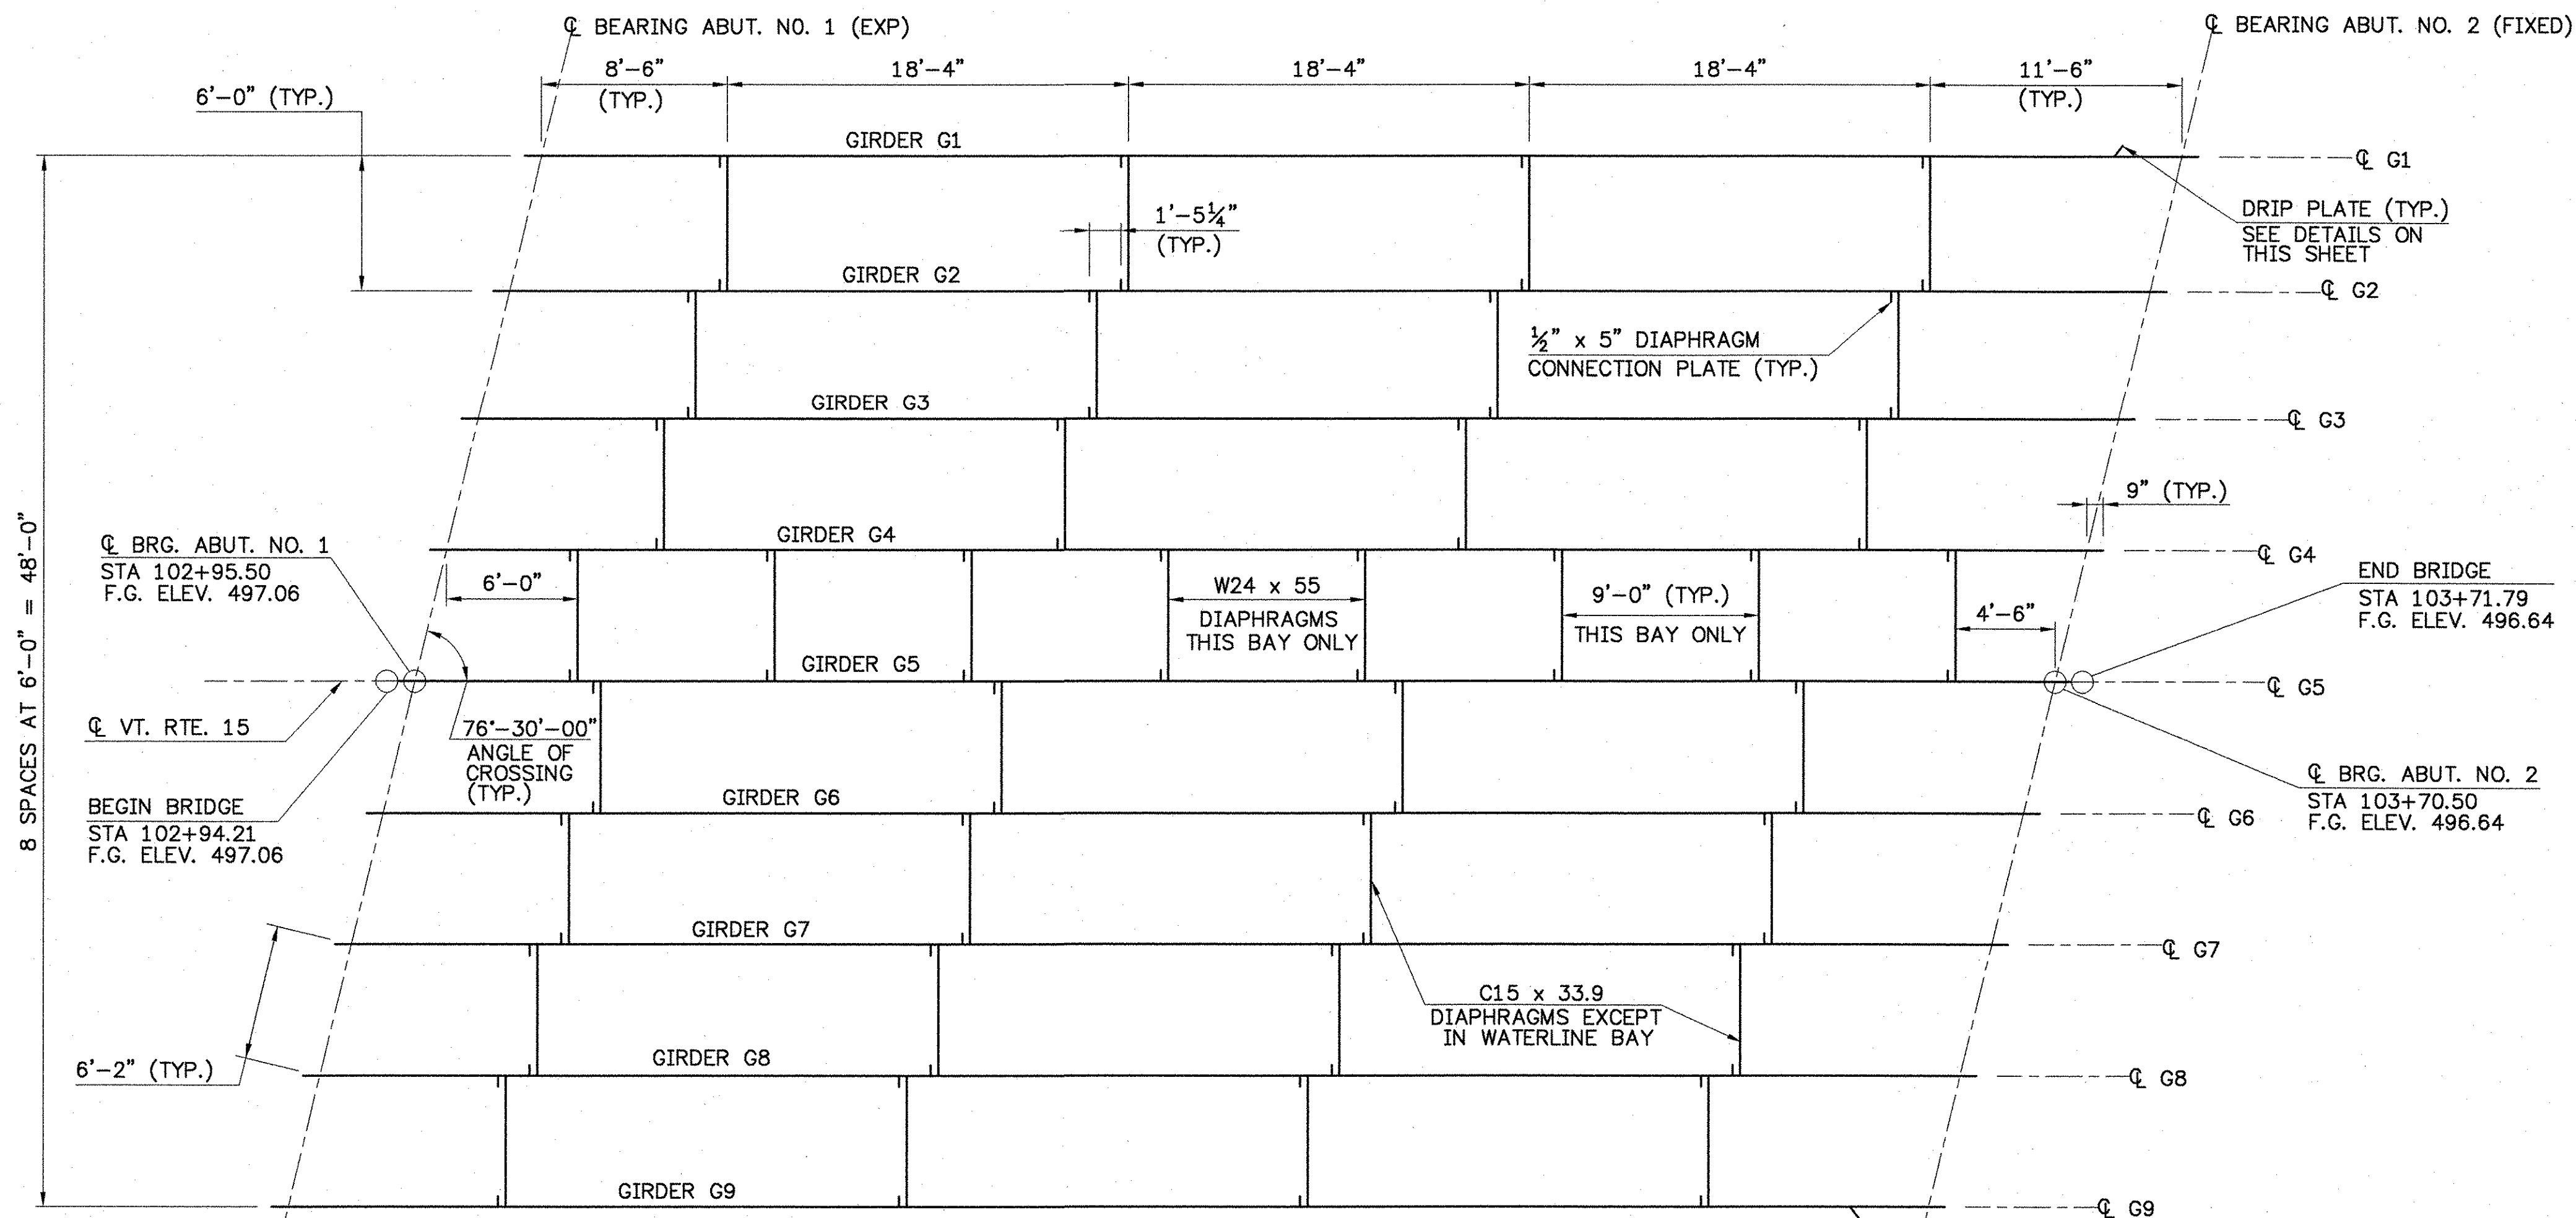 ℄ BEARING ABUT. NO. 1 (EXP)
℄ BEARING ABUT. NO. 2 (FIXED)
8'-6"
(TYP.)
18'-4"
18'-4"
18'-4"
11'-6"
(TYP.)
6'-0" (TYP.)
GIRDER G1
℄ G1
1'-5¼"
(TYP.)
DRIP PLATE (TYP.)
SEE DETAILS ON
THIS SHEET
GIRDER G2
℄ G2
½" x 5" DIAPHRAGM
CONNECTION PLATE (TYP.)
GIRDER G3
℄ G3
9" (TYP.)
8 SPACES AT 6'-0" = 48'-0"
GIRDER G4
℄ G4
℄ BRG. ABUT. NO. 1
STA 102+95.50
F.G. ELEV. 497.06
6'-0"
W24 x 55
DIAPHRAGMS
THIS BAY ONLY
9'-0" (TYP.)
THIS BAY ONLY
4'-6"
END BRIDGE
STA 103+71.79
F.G. ELEV. 496.64
GIRDER G5
℄ G5
℄ VT. RTE. 15
76°-30'-00"
ANGLE OF
CROSSING
(TYP.)
BEGIN BRIDGE
STA 102+94.21
F.G. ELEV. 497.06
℄ BRG. ABUT. NO. 2
STA 103+70.50
F.G. ELEV. 496.64
GIRDER G6
℄ G6
GIRDER G7
℄ G7
C15 x 33.9
DIAPHRAGMS EXCEPT
IN WATERLINE BAY
6'-2" (TYP.)
GIRDER G8
℄ G8
GIRDER G9
℄ G9